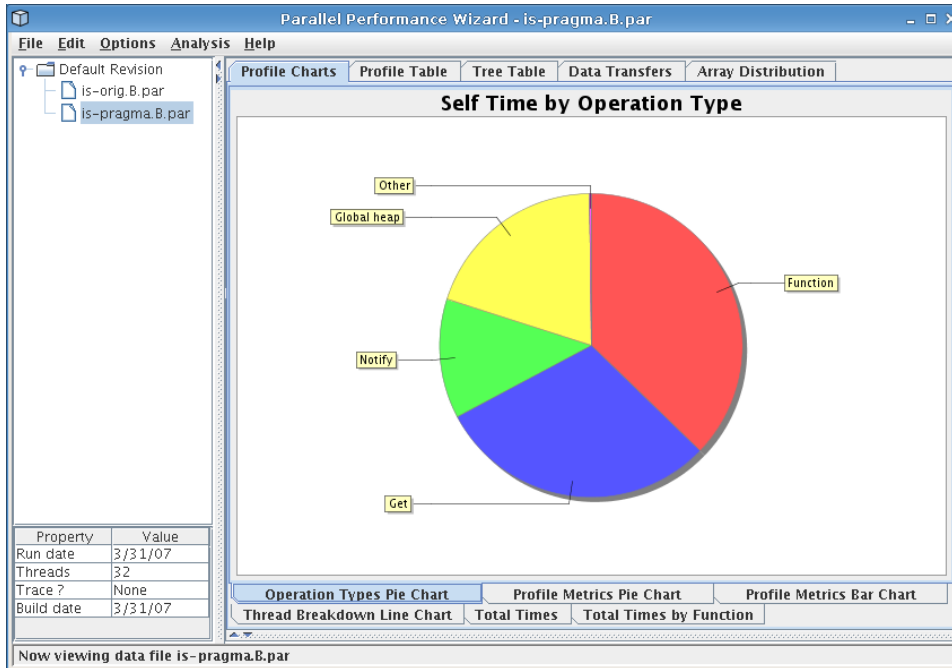 Parallel Performance Wizard - is-pragma.B.par
File Edit Options Analysis Help
Default Revision
is-orig.B.par
is-pragma.B.par
Property Value
Run date 3/31/07
Threads 32
Trace ? None
Build date 3/31/07
Profile Charts Profile Table Tree Table Data Transfers Array Distribution
Self Time by Operation Type
Other
Global heap
Function
Notify
Get
Operation Types Pie Chart Profile Metrics Pie Chart Profile Metrics Bar Chart
Thread Breakdown Line Chart Total Times Total Times by Function
Now viewing data file is-pragma.B.par